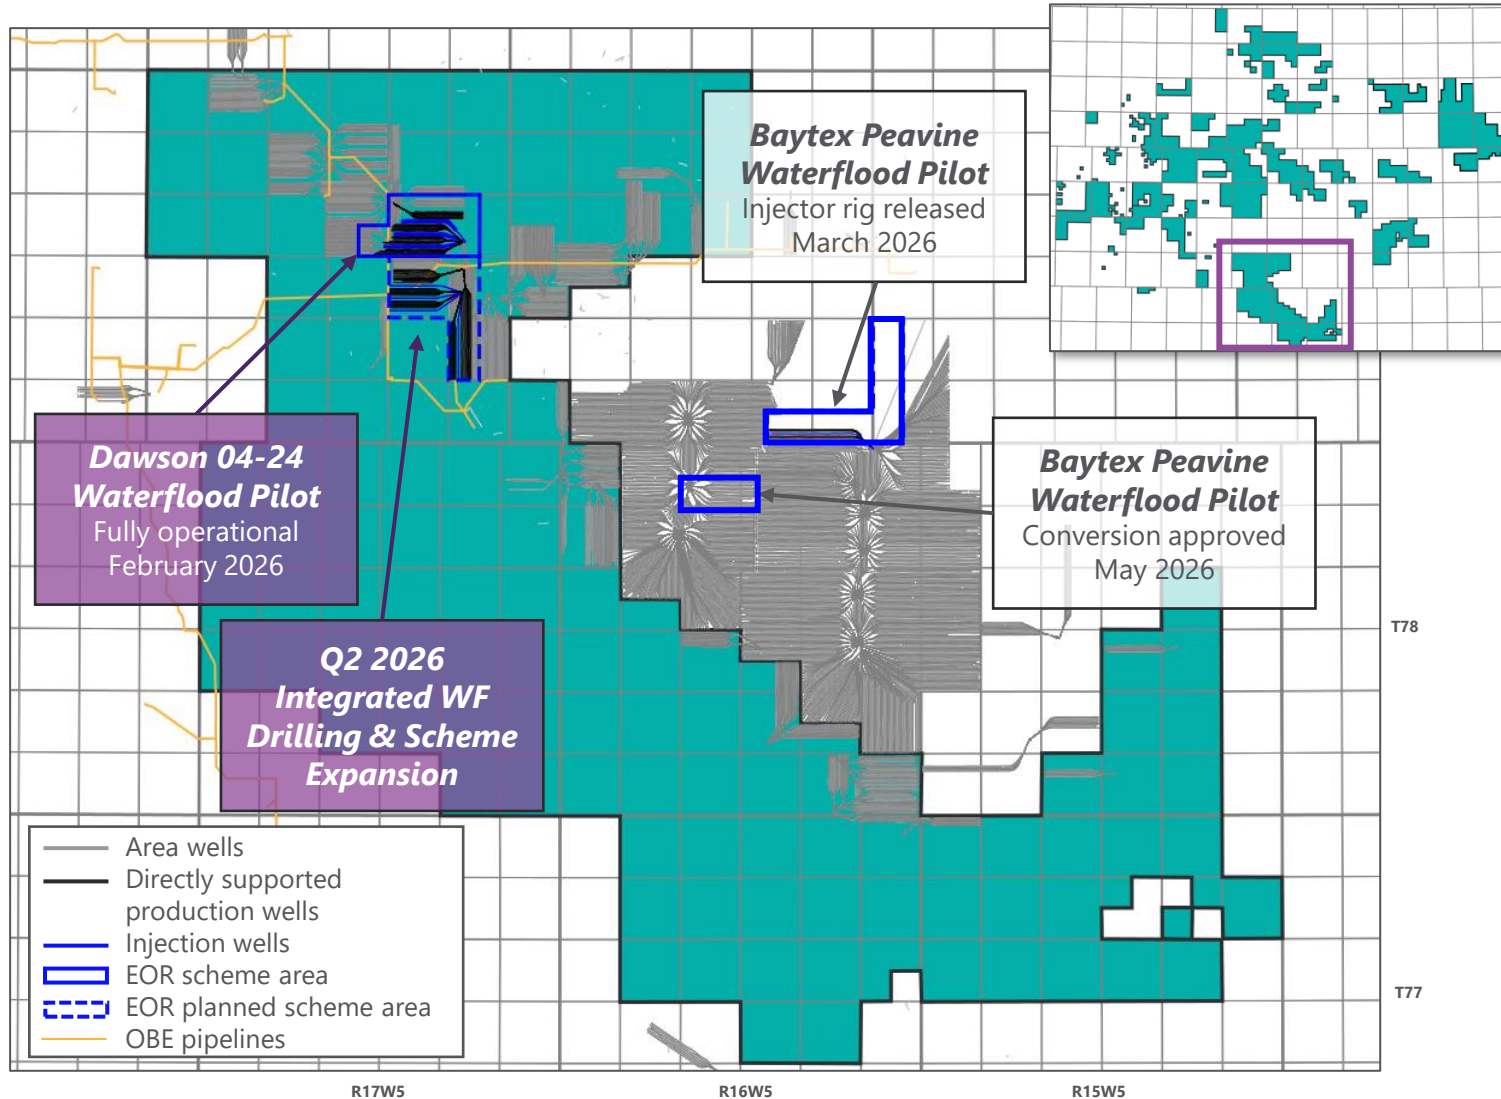 Baytex Peavine
Waterflood Pilot
Injector rig released
March 2026
Dawson 04-24
Waterflood Pilot
Fully operational
February 2026
Baytex Peavine
Waterflood Pilot
Conversion approved
May 2026
Q2 2026
Integrated WF
Drilling & Scheme
Expansion
T78
T77
Area wells
Directly supported
production wells
Injection wells
EOR scheme area
EOR planned scheme area
OBE pipelines
R17W5
R16W5
R15W5